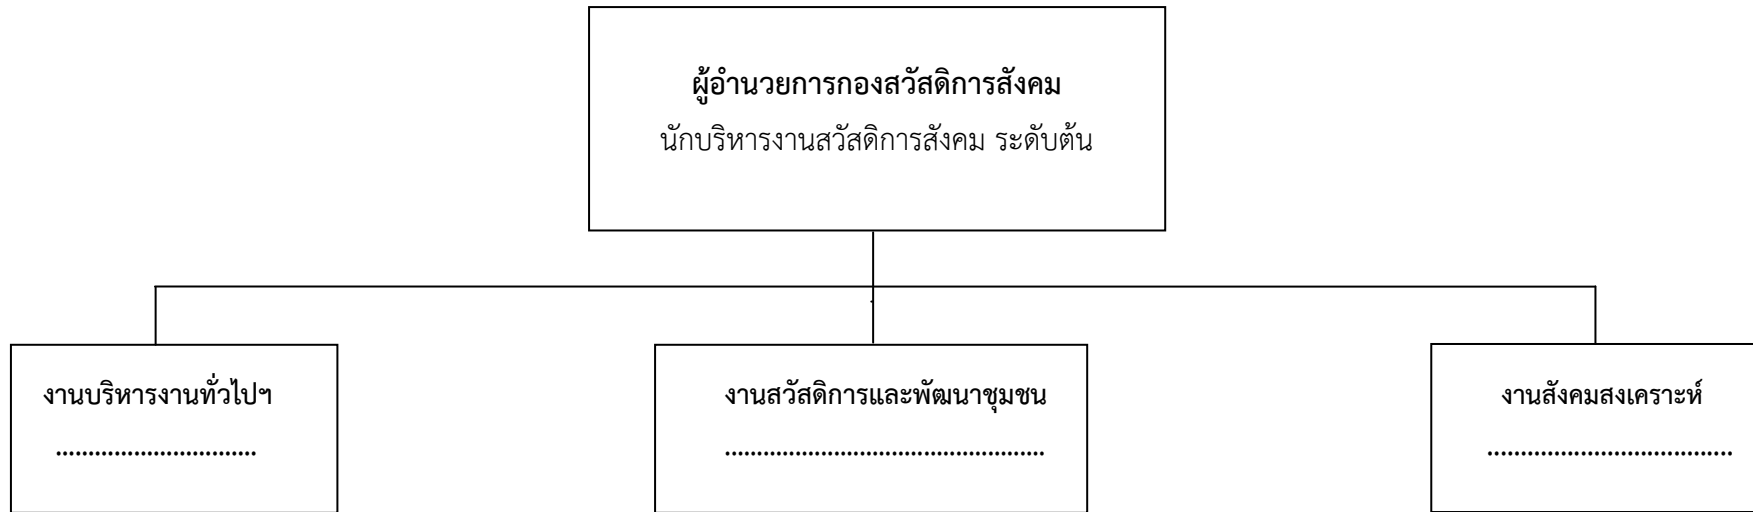 ผู้อำนวยการกองสวัสดิการสังคม
นักบริหารงานสวัสดิการสังคม ระดับต้น
งานบริหารงานทั่วไปฯ
...............................
งานสวัสดิการและพัฒนาชุมชน
..................................................
งานสังคมสงเคราะห์
......................................